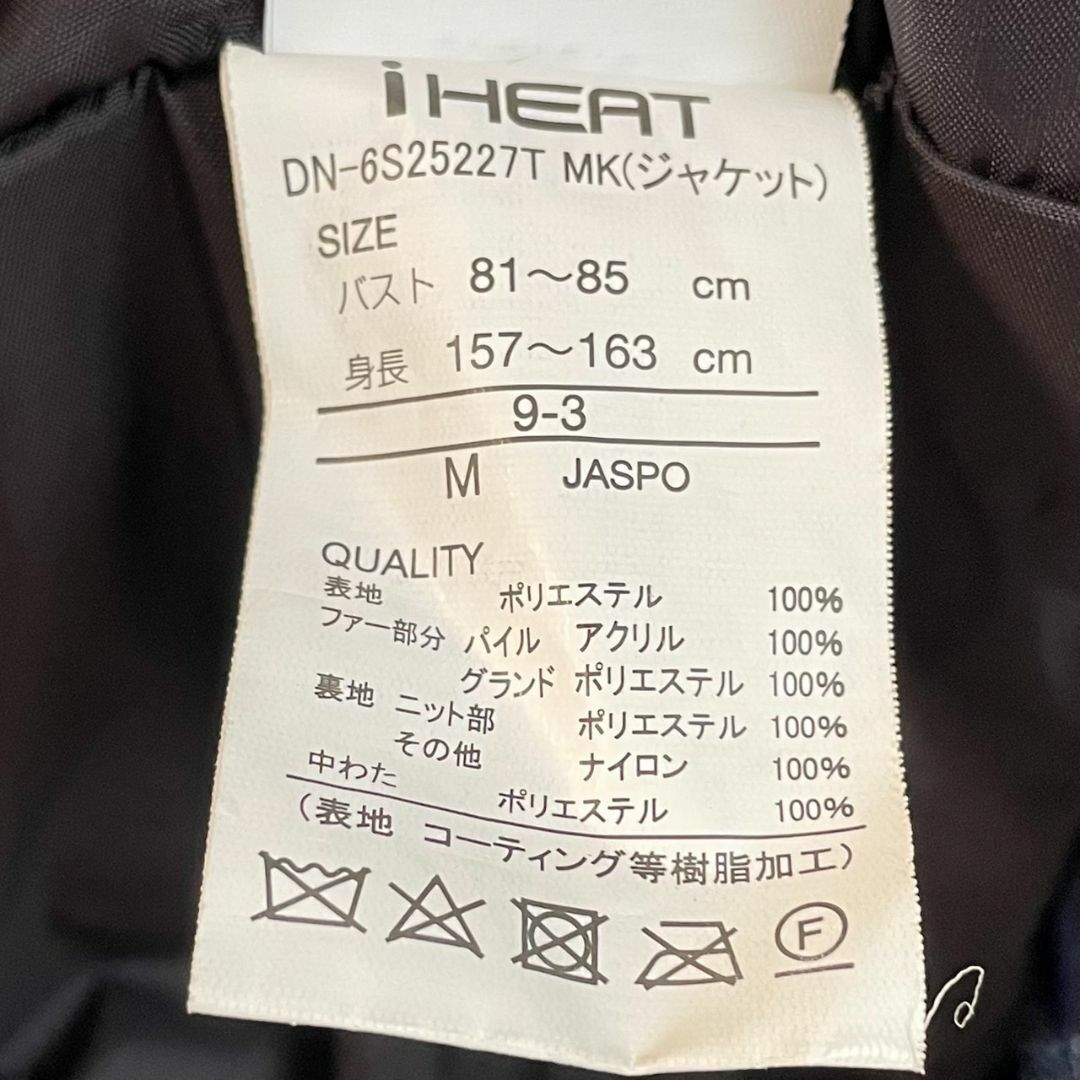 iHEAT
DN-6S25227T MK(ジャケット)
SIZE
バスト 81～85 cm
身長 157～163 cm
9-3
M JASPO
QUALITY
表地 ポリエステル 100%
ファー部分 パイル アクリル 100%
グランド ポリエステル 100%
裏地 ニット部 ポリエステル 100%
その他 ナイロン 100%
中わた ポリエステル 100%
(表地 コーティング等樹脂加工)
F